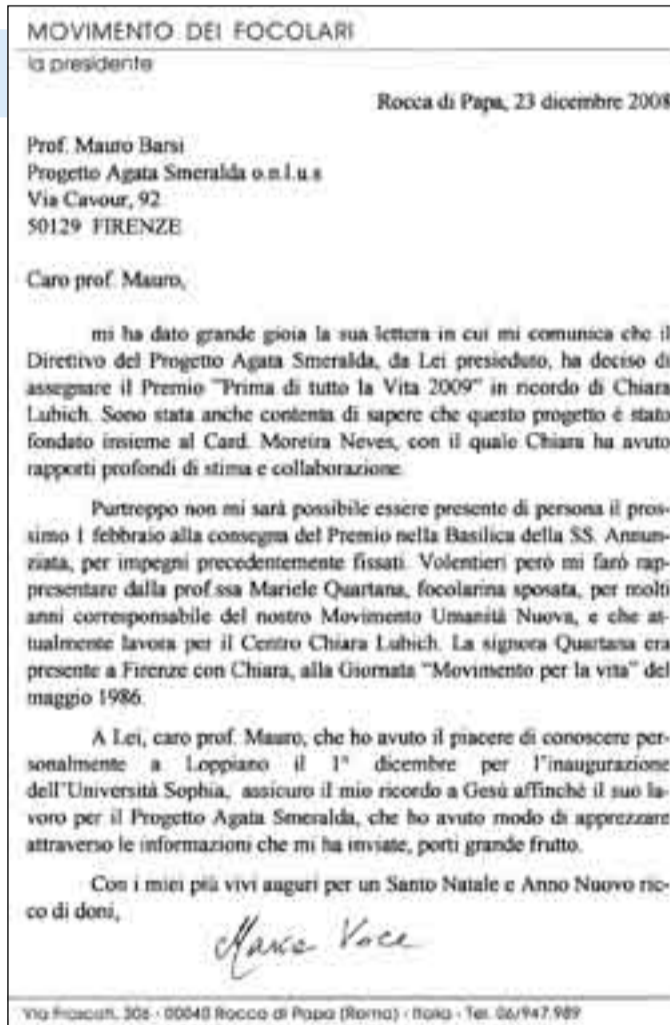 MOVIMENTO DEI FOCOLARI
la presidente
Rocca di Papa, 23 dicembre 2008
Prof. Mauro Barsi
Progetto Agata Smeralda o.n.l.u.s
Via Cavour, 92
50129 FIRENZE
Caro prof. Mauro,
mi ha dato grande gioia la sua lettera in cui mi comunica che il
Direttivo del Progetto Agata Smeralda, da Lei presieduto, ha deciso di
assegnare il Premio "Prima di tutto la Vita 2009" in ricordo di Chiara
Lubich. Sono stata anche contenta di sapere che questo progetto è stato
fondato insieme al Card. Moreira Neves, con il quale Chiara ha avuto
rapporti profondi di stima e collaborazione.
Purtroppo non mi sarà possibile essere presente di persona il pros-
simo 1 febbraio alla consegna del Premio nella Basilica della SS. Annun-
ziata, per impegni precedentemente fissati. Volentieri però mi farò rap-
presentare dalla prof.ssa Mariele Quartana, focolarina sposata, per molti
anni corresponsabile del nostro Movimento Umanità Nuova, e che at-
tualmente lavora per il Centro Chiara Lubich. La signora Quartana era
presente a Firenze con Chiara, alla Giornata "Movimento per la vita" del
maggio 1986.
A Lei, caro prof. Mauro, che ho avuto il piacere di conoscere per-
sonalmente a Loppiano il 1° dicembre per l'inaugurazione
dell'Università Sophia, assicuro il mio ricordo a Gesù affinché il suo la-
voro per il Progetto Agata Smeralda, che ho avuto modo di apprezzare
attraverso le informazioni che mi ha inviate, porti grande frutto.
Con i miei più vivi auguri per un Santo Natale e Anno Nuovo ric-
co di doni,
Maria Voce
Via Frascati, 306 - 00040 Rocca di Papa (Roma) - Italia - Tel. 06/947.989